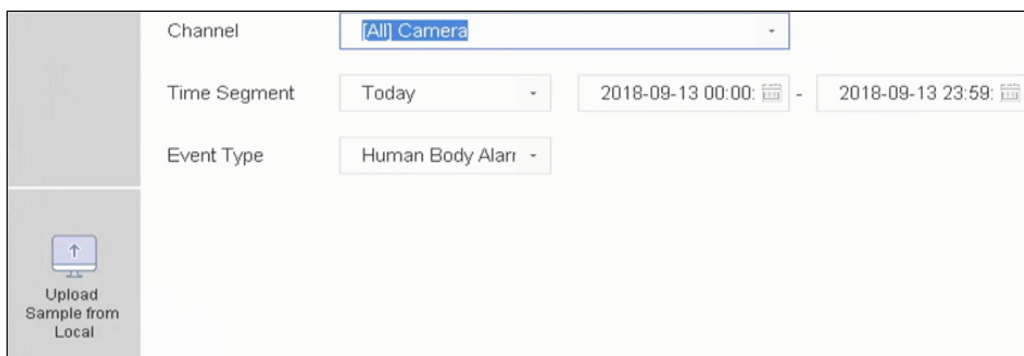 Channel [All] Camera
Time Segment Today 2018-09-13 00:00: - 2018-09-13 23:59:
Event Type Human Body Alarr
Upload
Sample from
Local